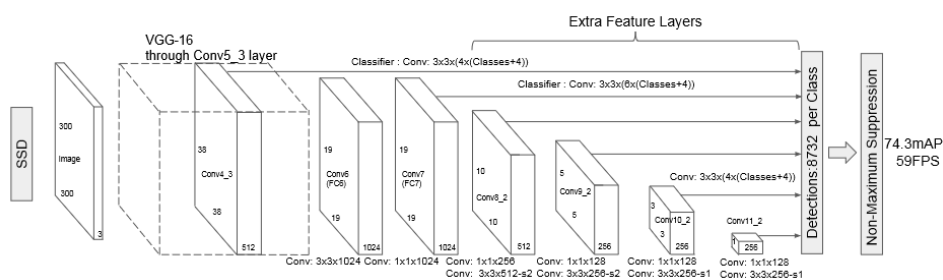 Extra Feature Layers
VGG-16
through Conv5_3 layer
Classifier : Conv: 3x3x(4x(Classes+4))
Classifier : Conv: 3x3x(6x(Classes+4))
SSD
300
Image
300
3
38
Conv4_3
38
512
19
Conv6
(FC6)
19
1024
19
Conv7
(FC7)
19
1024
10
Conv8_2
10
512
5
Conv9_2
5
256
3
Conv10_2
3
256
Conv11_2
1
256
Conv: 3x3x(4x(Classes+4))
Detections:8732 per Class
Non-Maximum Suppression
74.3mAP
59FPS
Conv: 3x3x1024
Conv: 1x1x1024
Conv: 1x1x256
Conv: 3x3x512-s2
Conv: 1x1x128
Conv: 3x3x256-s2
Conv: 1x1x128
Conv: 3x3x256-s1
Conv: 1x1x128
Conv: 3x3x256-s1